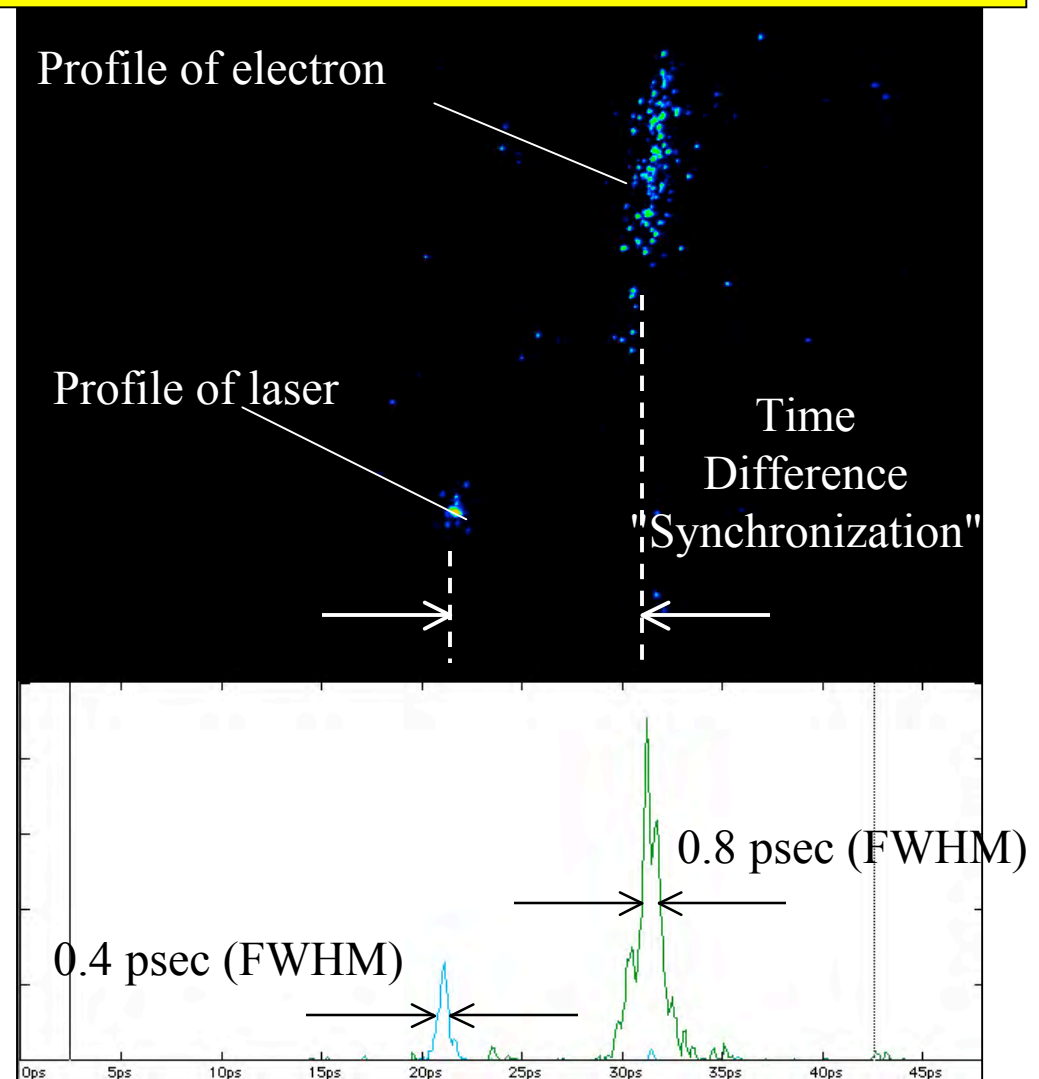 Profile of electron
Profile of laser
Time
Difference
"Synchronization"
0.8 psec (FWHM)
0.4 psec (FWHM)
0ps 5ps 10ps 15ps 20ps 25ps 30ps 35ps 40ps 45ps